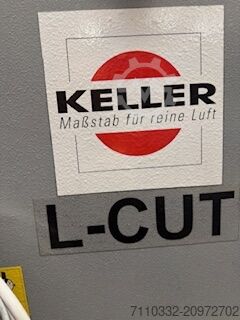 KELLER
Maßstab für reine Luft
L-CUT
7110332-20972702